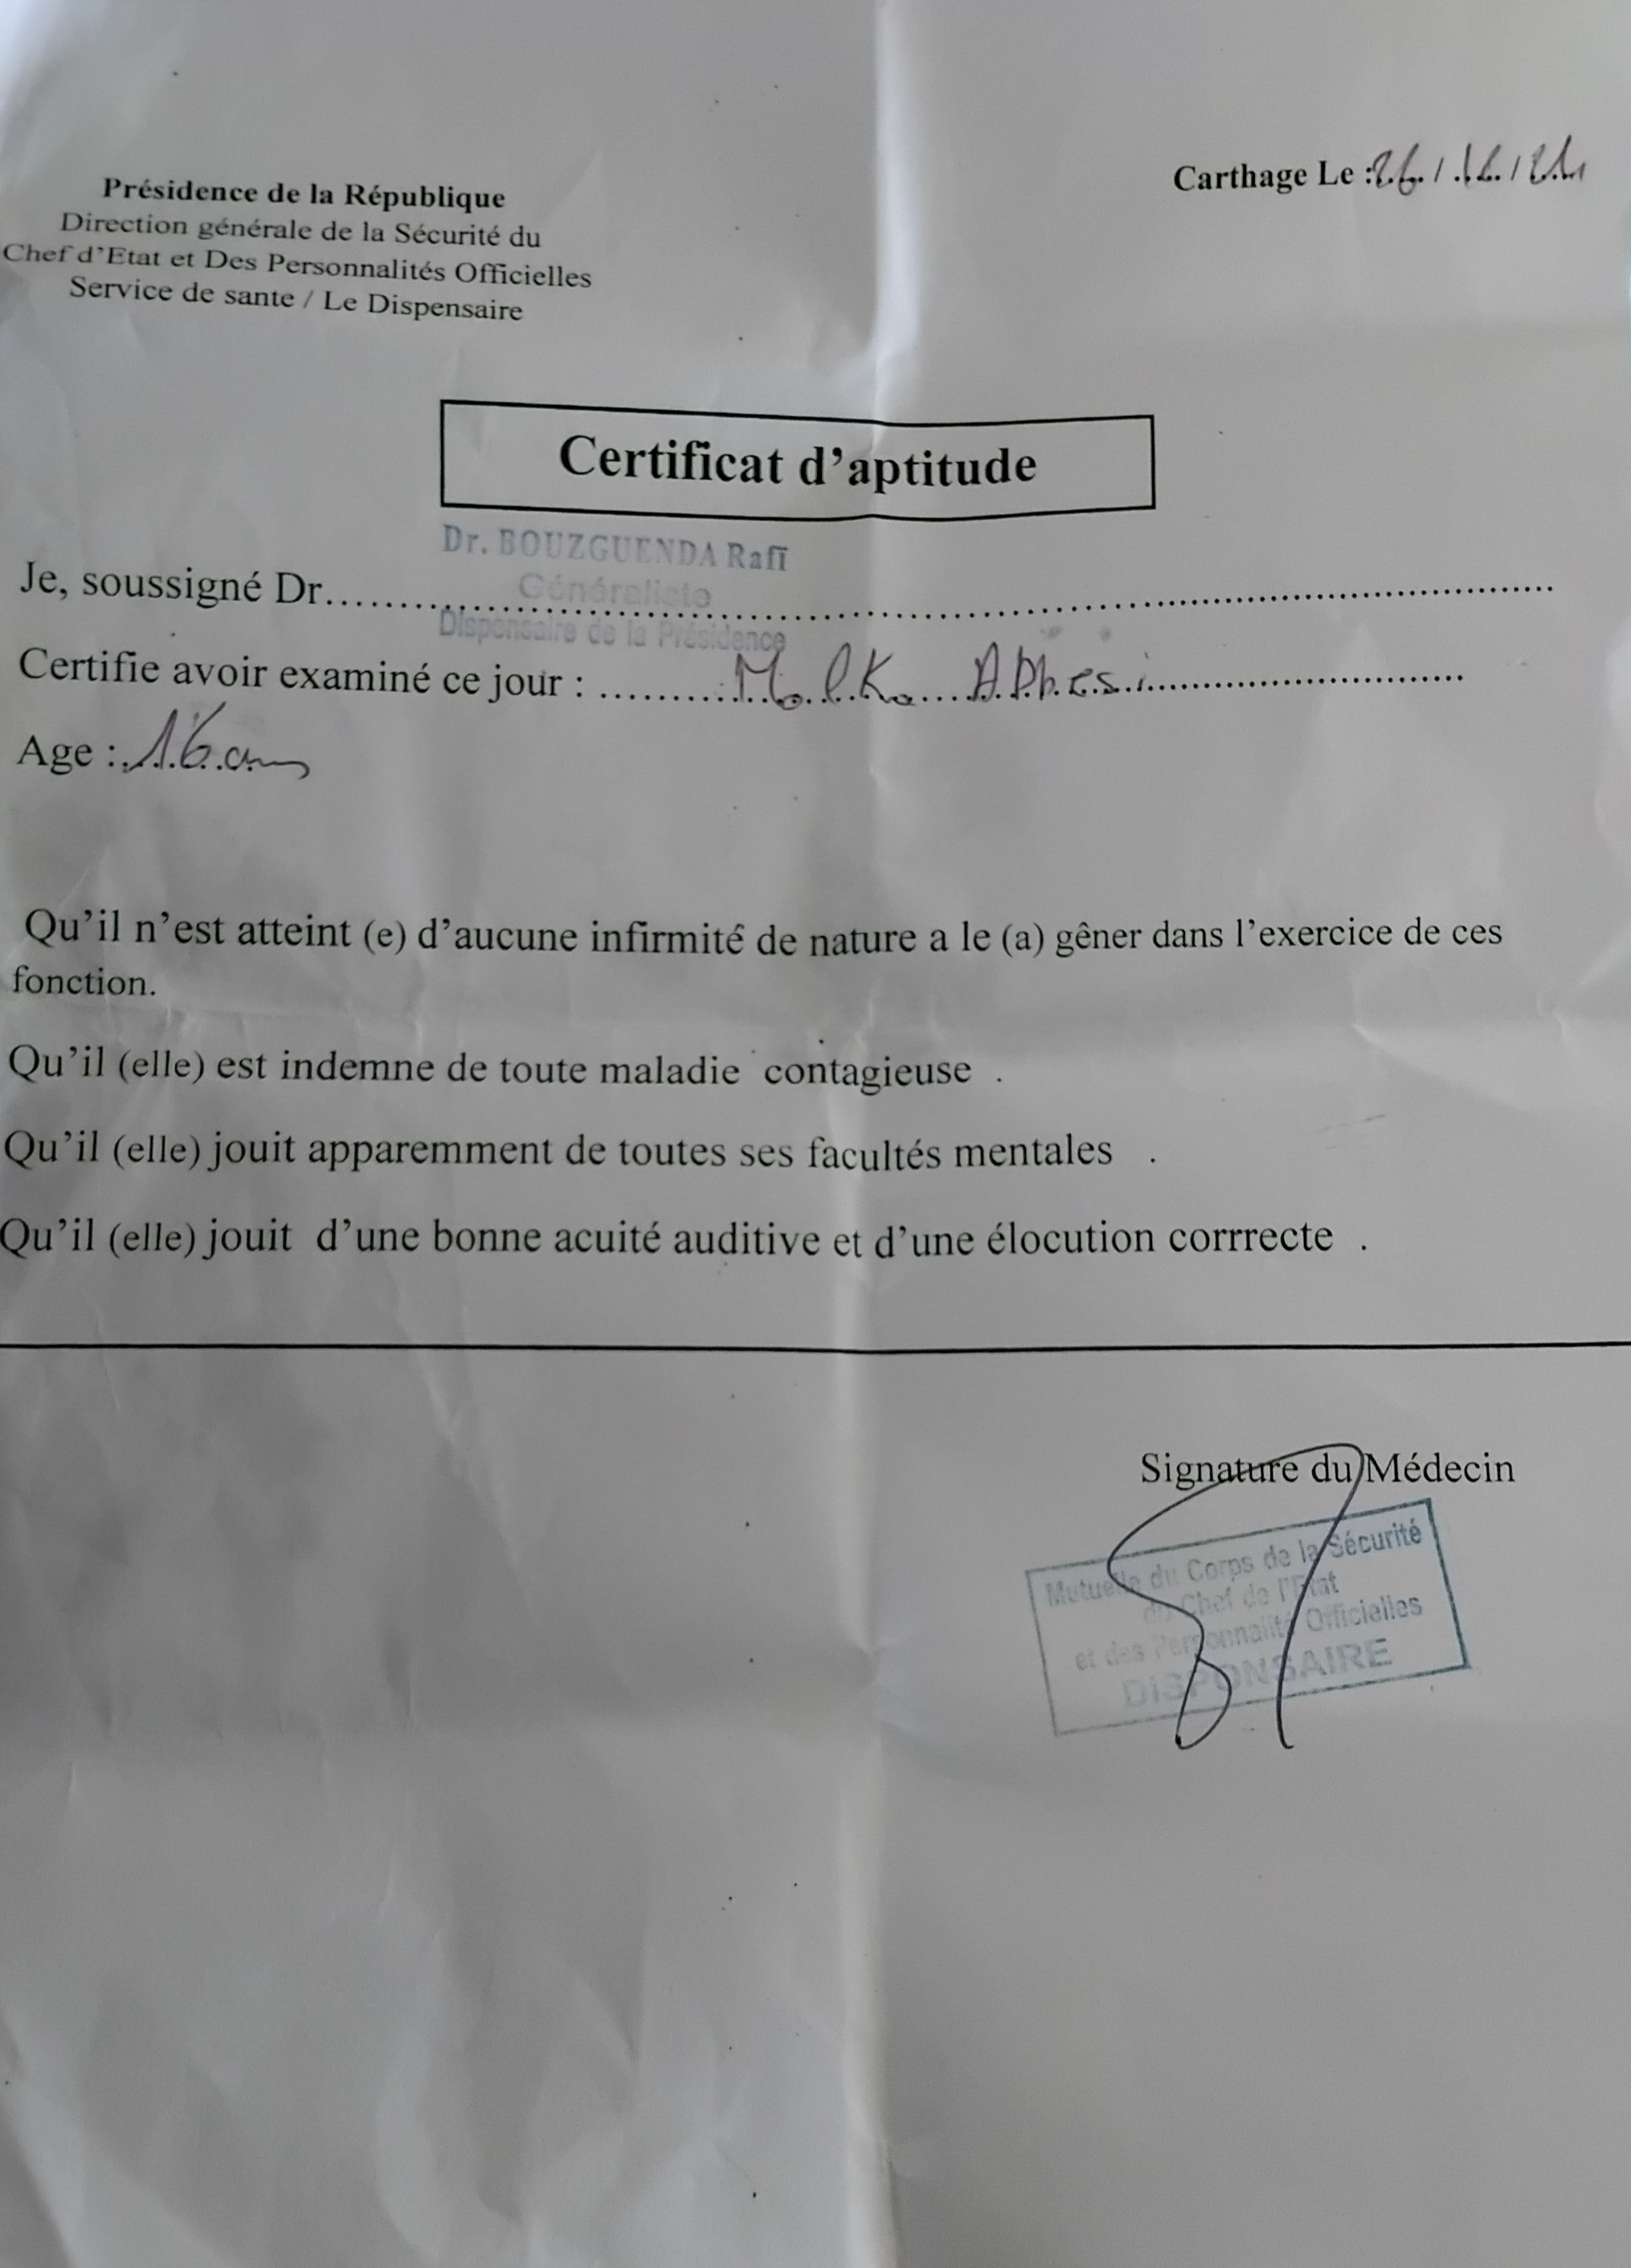 Carthage Le : 26/12/24
Présidence de la République
Direction générale de la Sécurité du
Chef d'Etat et Des Personnalités Officielles
Service de sante / Le Dispensaire
Certificat d'aptitude
Dr. BOUZGUENDA Rafi
Généraliste
Dispensaire de la Présidence
Je, soussigné Dr..........
Certifie avoir examiné ce jour : ..........
Age : 16 ans
Qu'il n'est atteint (e) d'aucune infirmité de nature a le (a) gêner dans l'exercice de ces
fonction.
Qu'il (elle) est indemne de toute maladie contagieuse .
Qu'il (elle) jouit apparemment de toutes ses facultés mentales .
Qu'il (elle) jouit d'une bonne acuité auditive et d'une élocution corrrecte .
Signature du Médecin
Mutuelle du Corps de la Sécurité
du Chef de l'Etat
et des Personnalité Officielles
DISPONSAIRE